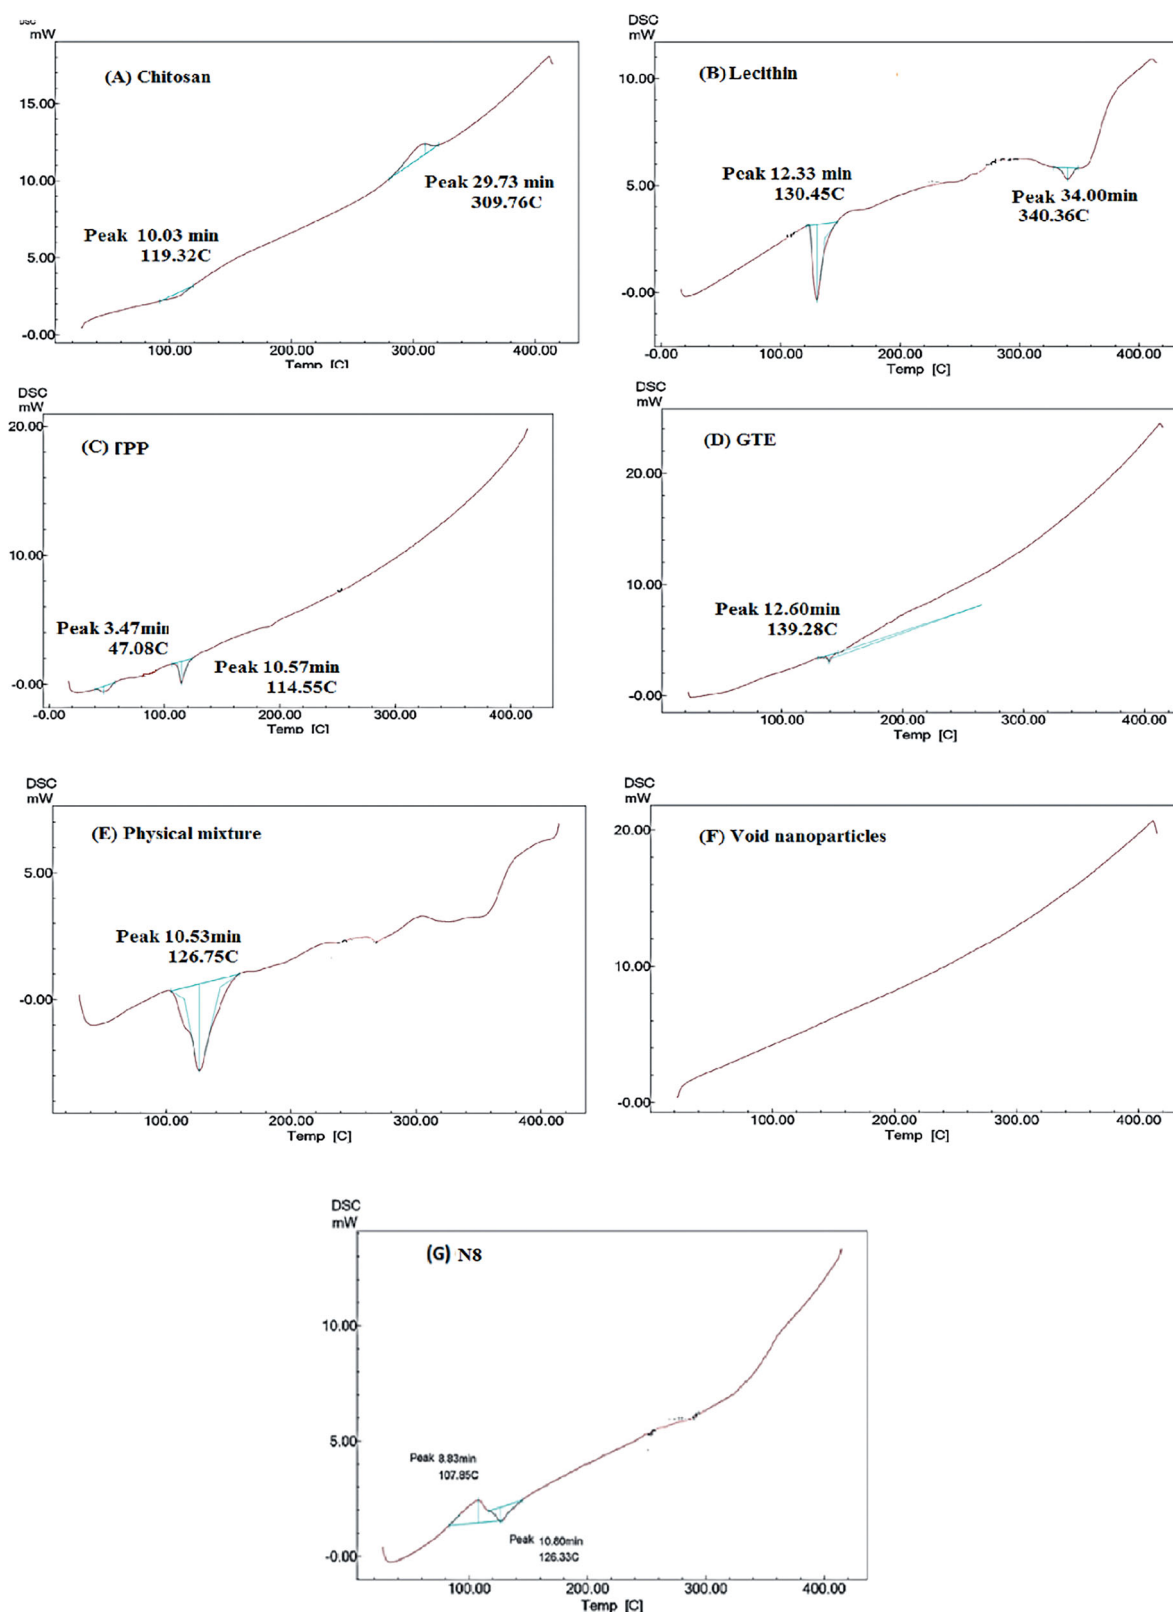 DSC
mW
(A) Chitosan
15.00
10.00
5.00
-0.00
Peak 29.73 min
309.76C
Peak 10.03 min
119.32C
100.00 200.00 300.00 400.00
Temp [C]
DSC
mW
(B) Lecithin
10.00
5.00
-0.00
Peak 12.33 min
130.45C
Peak 34.00min
340.36C
-0.00 100.00 200.00 300.00 400.00
Temp [C]
DSC
mW
20.00
(C) TPP
10.00
-0.00
Peak 3.47min
47.08C
Peak 10.57min
114.55C
-0.00 100.00 200.00 300.00 400.00
Temp [C]
DSC
mW
(D) GTE
20.00
10.00
-0.00
Peak 12.60min
139.28C
100.00 200.00 300.00 400.00
Temp [C]
DSC
mW
(E) Physical mixture
5.00
-0.00
Peak 10.53min
126.75C
100.00 200.00 300.00 400.00
Temp [C]
DSC
mW
20.00
(F) Void nanoparticles
10.00
-0.00
100.00 200.00 300.00 400.00
Temp [C]
DSC
mW
(G) N8
10.00
5.00
-0.00
Peak 8.83min
107.85C
Peak 10.80min
126.33C
100.00 200.00 300.00 400.00
Temp [C]